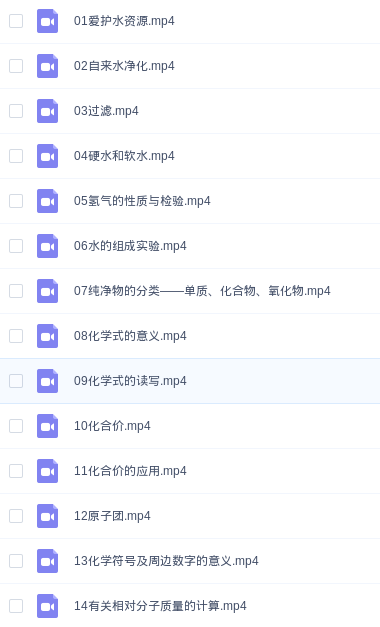 01爱护水资源.mp4
02自来水净化.mp4
03过滤.mp4
04硬水和软水.mp4
05氢气的性质与检验.mp4
06水的组成实验.mp4
07纯净物的分类——单质、化合物、氧化物.mp4
08化学式的意义.mp4
09化学式的读写.mp4
10化合价.mp4
11化合价的应用.mp4
12原子团.mp4
13化学符号及周边数字的意义.mp4
14有关相对分子质量的计算.mp4